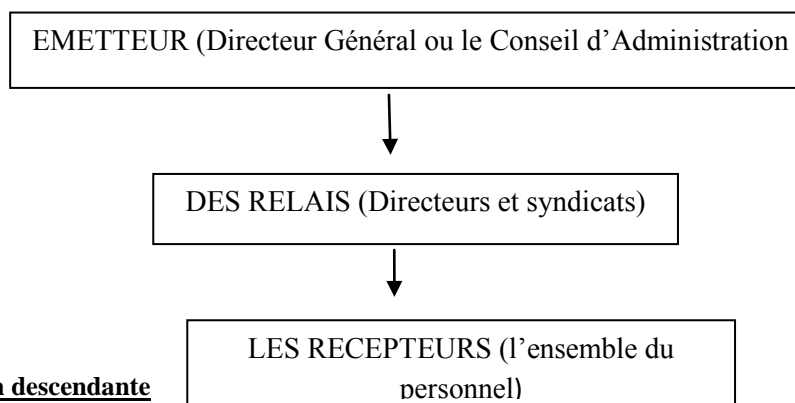 EMETTEUR (Directeur Général ou le Conseil d’Administration
DES RELAIS (Directeurs et syndicats)
LES RECEPTEURS (l’ensemble du
personnel)
descendante